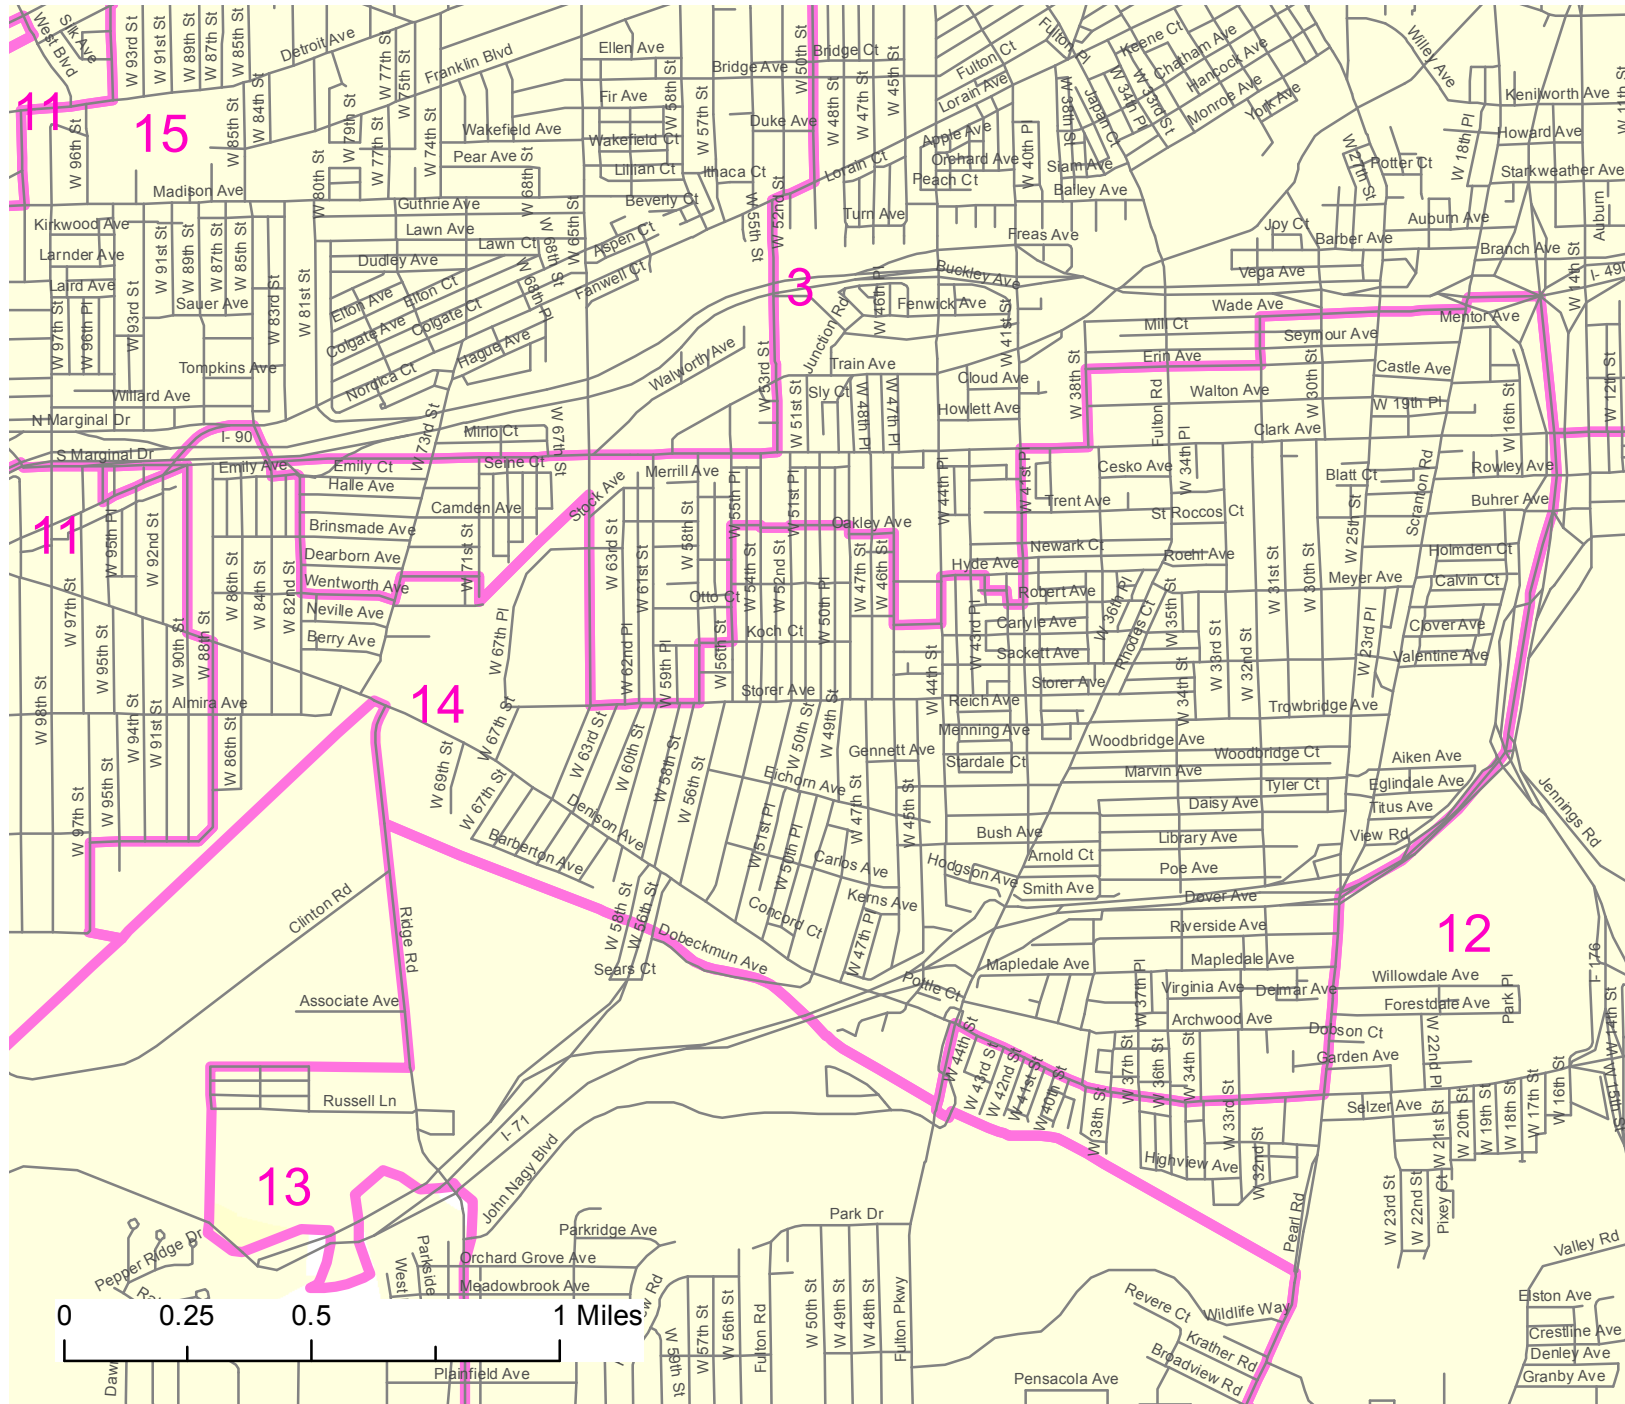 West Blvd
Silk Ave
W 93rd St
W 91st St
W 89th St
W 87th St
W 85th St
Detroit Ave
W 77th St
W 75th St
Franklin Blvd
Ellen Ave
W 50th St
Bridge Ct
Bridge Ave
Fulton Ct
Fulton Pl
Keene Ct
Chatham Ave
Hancock Ave
Monroe Ave
York Ave
Willey Ave
Kenilworth Ave
W 11th St
11
15
W 96th St
W 85th St
W 84th St
W 79th St
W 77th St
W 74th St
Fir Ave
W 58th St
W 57th St
Duke Ave
W 48th St
W 47th St
W 45th St
Lorain Ave
W 38th St
Japan Ct
W 34th Pl
W 33rd St
Wakefield Ave
Wakefield Ct
Pear Ave
W 68th St
Lillian Ct
Ithaca Ct
Lorain Ct
Apple Ave
Orchard Ave
Peach Ct
W 40th Pl
Siam Ave
Bailey Ave
W 27th St
Potter Ct
W 18th Pl
Howard Ave
Starkweather Ave
Madison Ave
W 80th St
Guthrie Ave
Beverly Ct
W 55th St
W 52nd St
Turn Ave
Auburn Ave
Auburn
Kirkwood Ave
Lawn Ave
Lawn Ct
W 68th St
W 65th St
Aspen Ct
Freas Ave
Joy Ct
Barber Ave
Branch Ave
W 14th St
Larnder Ave
W 91st St
W 89th St
W 87th St
W 85th St
Dudley Ave
W 68th Pl
Fanwell Ct
3
W 46th Pl
Buckley Ave
Vega Ave
I- 490
Laird Ave
Sauer Ave
W 83rd St
W 81st St
Elton Ave
Elton Ct
Colgate Ave
Colgate Ct
Junction Rd
Fenwick Ave
W 41st St
Wade Ave
Mentor Ave
W 97th St
W 96th Pl
W 93rd St
Hague Ave
Mill Ct
Seymour Ave
Tompkins Ave
Nordica Ct
Walworth Ave
W 53rd St
Train Ave
Erin Ave
Castle Ave
Willard Ave
W 51st St
Sly Ct
W 48th Pl
W 47th Pl
Cloud Ave
W 38th St
Fulton Rd
Walton Ave
W 30th St
W 19th Pl
W 16th St
W 12th St
N Marginal Dr
I- 90
W 73rd St
Mirlo Ct
W 67th St
Howlett Ave
Clark Ave
S Marginal Dr
Emily Ave
Emily Ct
Seine Ct
Merrill Ave
W 55th Pl
W 51st Pl
W 44th Pl
W 41st Pl
Cesko Ave
W 34th Pl
Blatt Ct
Scranton Rd
Rowley Ave
Halle Ave
Camden Ave
Stock Ave
Trent Ave
St Roccos Ct
W 25th St
Buhrer Ave
11
W 95th Pl
W 92nd St
Brinsmade Ave
W 71st St
W 63rd St
W 61st St
W 58th St
Oakley Ave
Newark Ct
Roehl Ave
Holmden Ct
Dearborn Ave
Hyde Ave
W 97th St
W 86th St
W 84th St
W 82nd St
Wentworth Ave
Otto Ct
W 54th St
W 52nd St
W 50th Pl
W 47th St
W 46th St
Robert Ave
W 36th Pl
W 35th St
W 31st St
W 30th St
Meyer Ave
Calvin Ct
Neville Ave
Berry Ave
W 95th St
W 90th St
W 88th St
W 67th Pl
W 62nd Pl
W 59th Pl
W 56th St
Koch Ct
W 44th St
W 43rd Pl
Carlyle Ave
Sackett Ave
Rhodes Ct
W 33rd St
W 32nd St
W 23rd Pl
Clover Ave
Valentine Ave
W 98th St
Almira Ave
14
Storer Ave
Storer Ave
Reich Ave
W 34th St
Trowbridge Ave
W 94th St
W 91st St
W 86th St
W 67th St
W 69th St
W 63rd St
W 60th St
W 58th St
W 56th St
W 50th St
W 49th St
Gennett Ave
Menning Ave
Stardale Ct
Woodbridge Ave
Woodbridge Ct
Marvin Ave
Aiken Ave
W 97th St
W 95th St
W 67th St
Barberton Ave
Denison Ave
Eichorn Ave
W 51st Pl
W 50th Pl
W 47th St
W 45th St
Tyler Ct
Eglindale Ave
Daisy Ave
Titus Ave
Library Ave
View Rd
Jennings Rd
Bush Ave
Arnold Ct
Poe Ave
Carlos Ave
Hodgson Ave
Smith Ave
Dover Ave
Clinton Rd
Ridge Rd
W 58th St
W 56th St
Concord Ct
Kerns Ave
W 47th Pl
Riverside Ave
12
Dobeckmun Ave
Sears Ct
Mapledale Ave
Mapledale Ave
Pottle Ct
W 37th Pl
Virginia Ave
Delmar Ave
Willowdale Ave
Forestdale Ave
Park Pl
I- 176
W 14th St
Associate Ave
Archwood Ave
Dobson Ct
W 22nd Pl
Garden Ave
W 44th St
W 43rd St
W 42nd St
W 41st St
W 40th St
W 38th St
W 37th St
W 36th St
W 34th St
W 33rd St
W 15th St
Russell Ln
I- 71
Selzer Ave
W 21st St
W 20th St
W 19th St
W 18th St
W 17th St
W 16th St
13
John Nagy Blvd
Highview Ave
W 32nd St
W 23rd St
W 22nd St
Pixey Ct
Pearl Rd
Pepper Ridge Dr
Parkridge Ave
Park Dr
Parkside
West
Orchard Grove Ave
Meadowbrook Ave
Valley Rd
0 0.25 0.5 1 Miles
W 59th St
W 57th St
W 56th St
Fulton Rd
W 50th St
W 49th St
W 48th St
Fulton Pkwy
Revere Ct
Wildlife Way
Krather Rd
Broadview Rd
Elston Ave
Crestline Ave
Denley Ave
Granby Ave
Plainfield Ave
Pensacola Ave